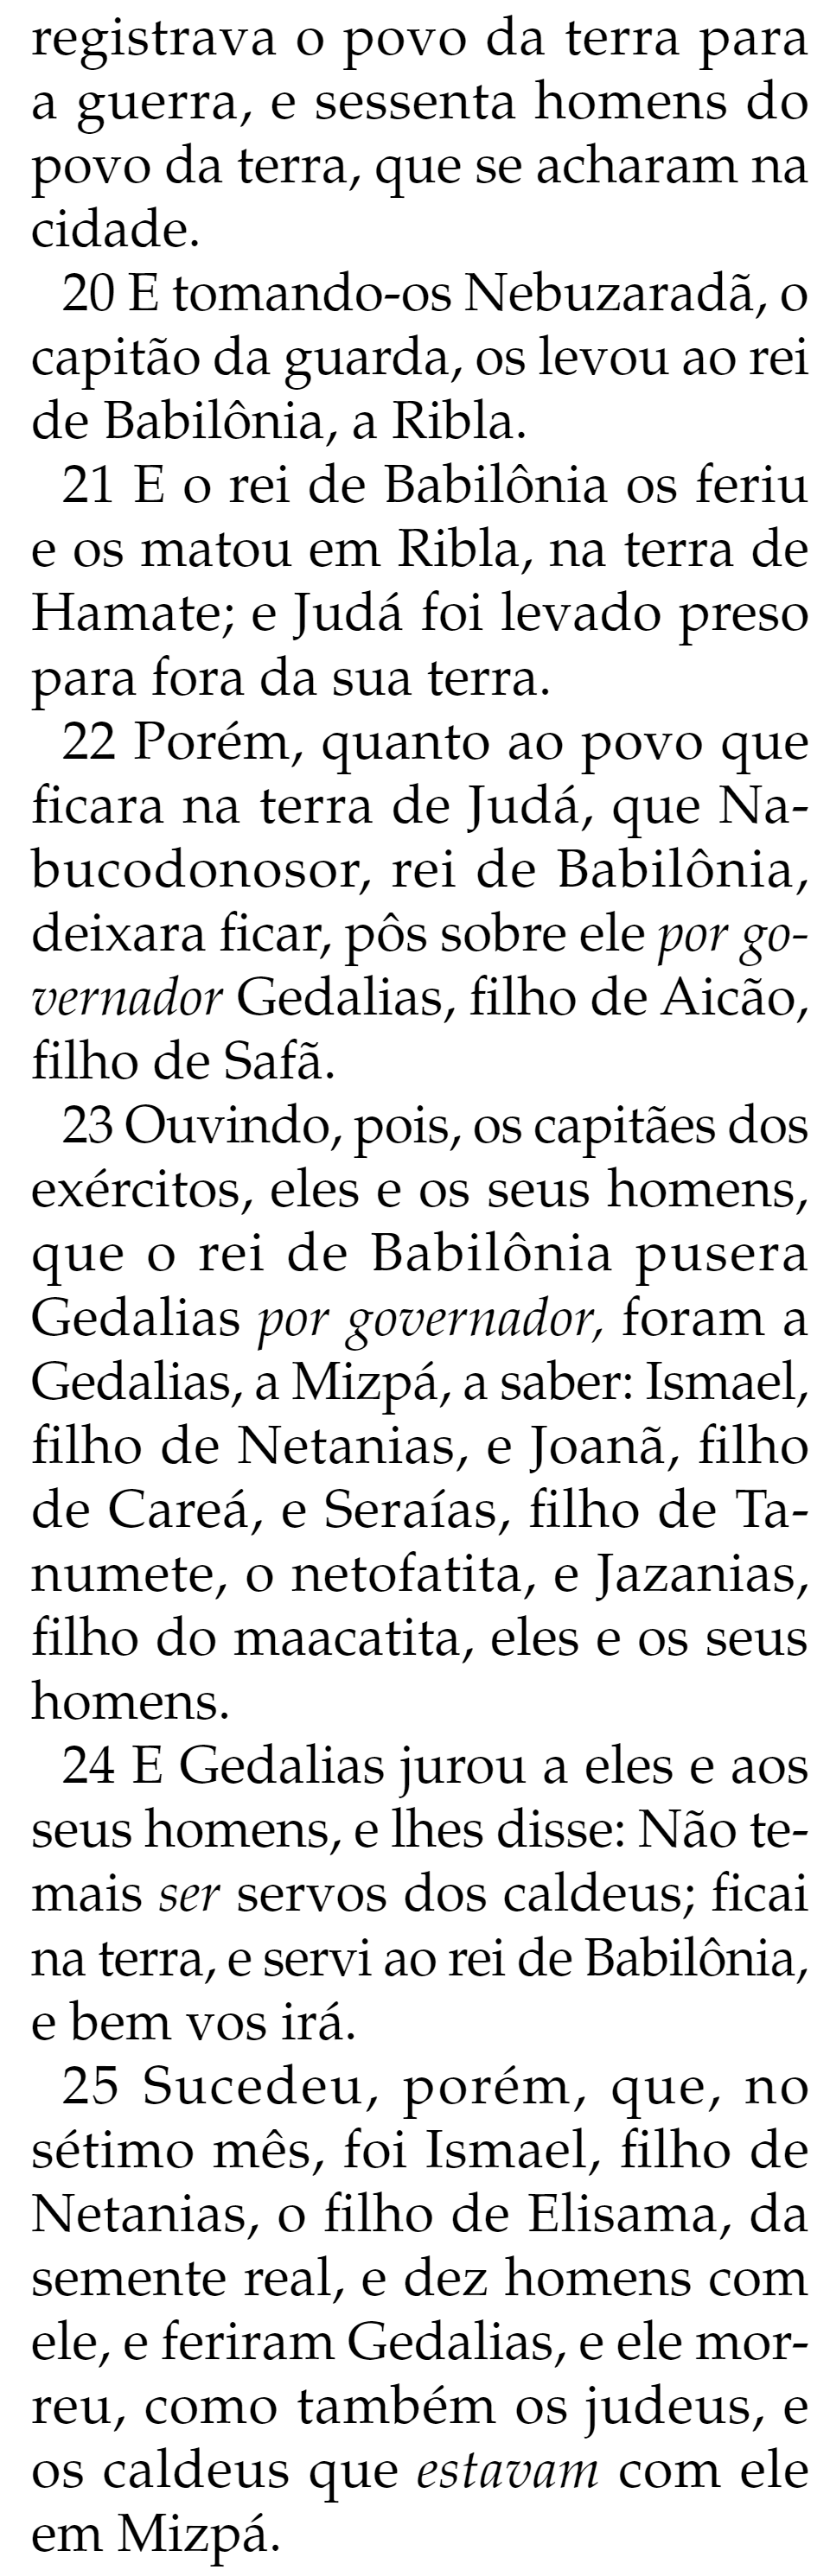 registrava o povo da terra para
a guerra, e sessenta homens do
povo da terra, que se acharam na
cidade.
20 E tomando-os Nebuzaradã, o
capitão da guarda, os levou ao rei
de Babilônia, a Ribla.
21 E o rei de Babilônia os feriu
e os matou em Ribla, na terra de
Hamate; e Judá foi levado preso
para fora da sua terra.
22 Porém, quanto ao povo que
ficara na terra de Judá, que Na-
bucodonosor, rei de Babilônia,
deixara ficar, pôs sobre ele por go-
vernador Gedalias, filho de Aicão,
filho de Safã.
23 Ouvindo, pois, os capitães dos
exércitos, eles e os seus homens,
que o rei de Babilônia pusera
Gedalias por governador, foram a
Gedalias, a Mizpá, a saber: Ismael,
filho de Netanias, e Joanã, filho
de Careá, e Seraías, filho de Ta-
numete, o netofatita, e Jazanias,
filho do maacatita, eles e os seus
homens.
24 E Gedalias jurou a eles e aos
seus homens, e lhes disse: Não te-
mais ser servos dos caldeus; ficai
na terra, e servi ao rei de Babilônia,
e bem vos irá.
25 Sucedeu, porém, que, no
sétimo mês, foi Ismael, filho de
Netanias, o filho de Elisama, da
semente real, e dez homens com
ele, e feriram Gedalias, e ele mor-
reu, como também os judeus, e
os caldeus que estavam com ele
em Mizpá.